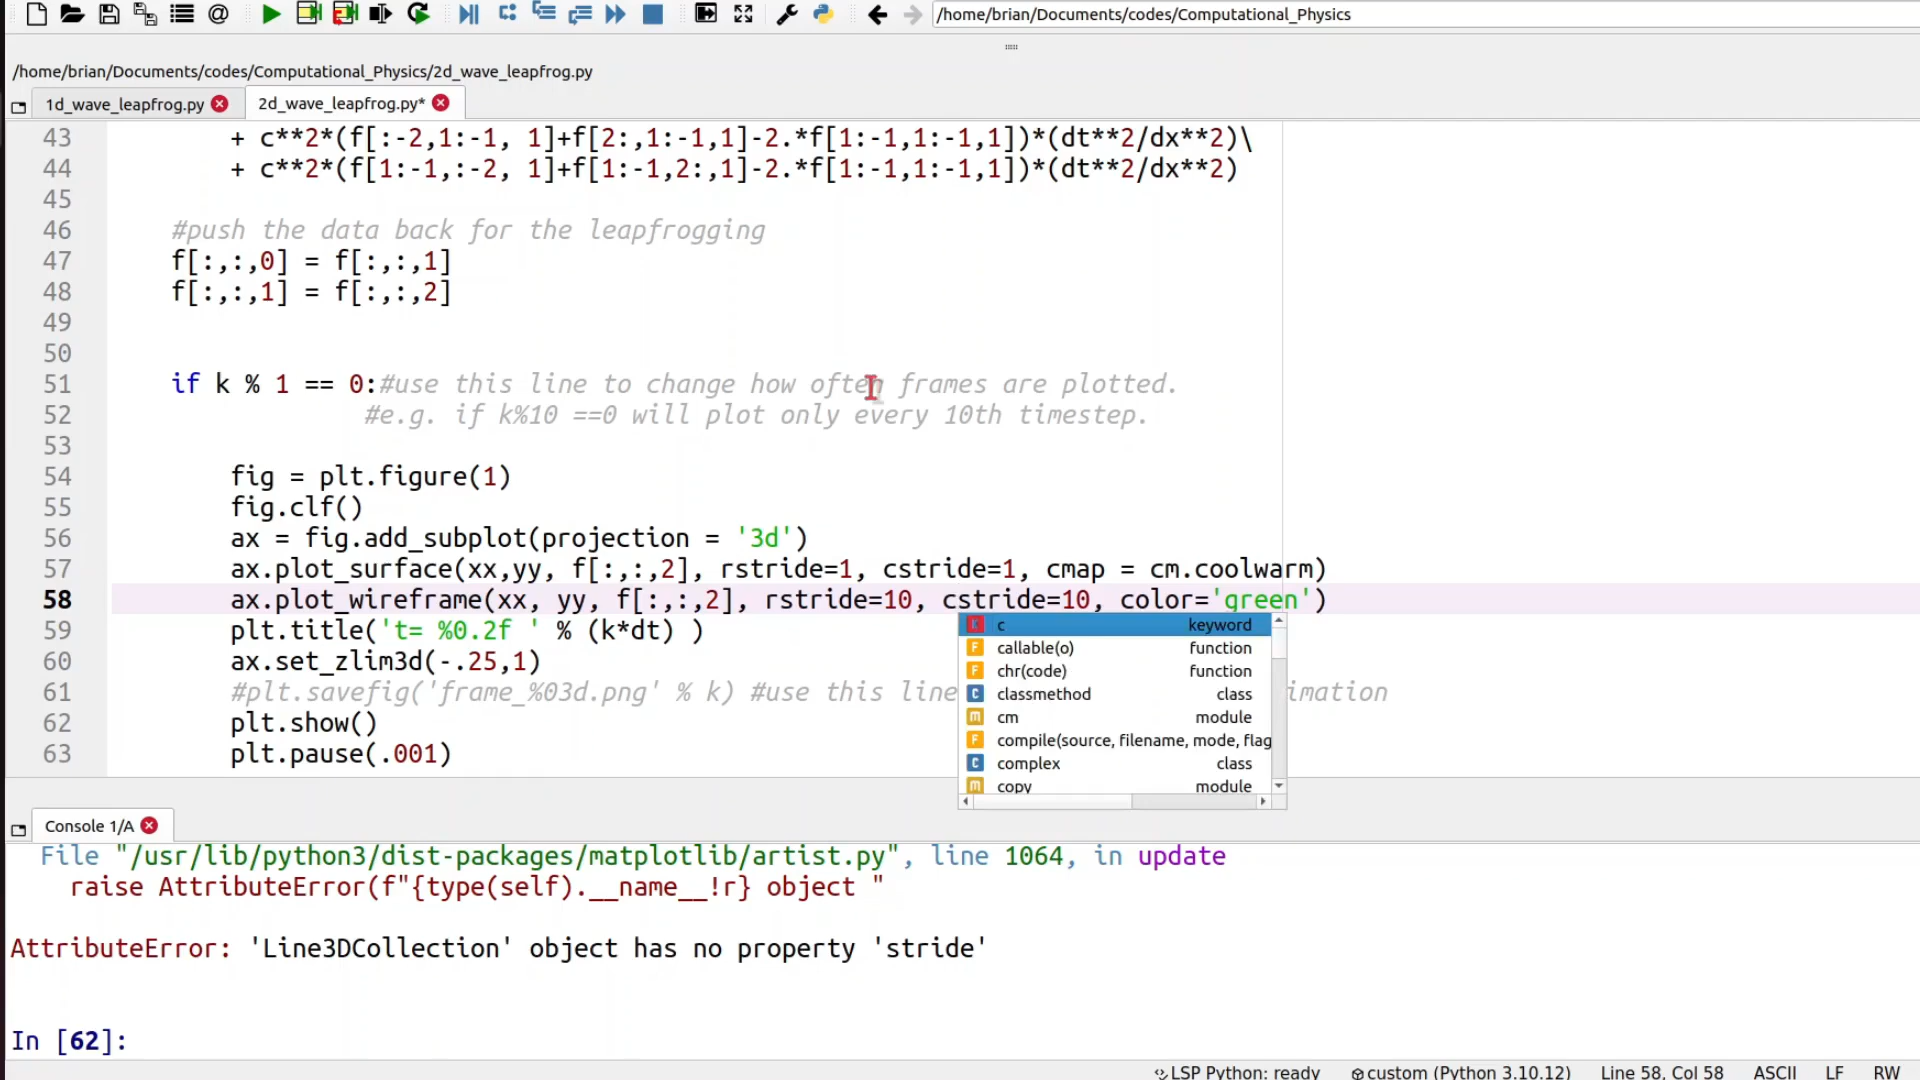 /home/brian/Documents/codes/Computational_Physics
/home/brian/Documents/codes/Computational_Physics/2d_wave_leapfrog.py
1d_wave_leapfrog.py
2d_wave_leapfrog.py*
43 + c**2*(f[:-2,1:-1, 1]+f[2:,1:-1,1]-2.*f[1:-1,1:-1,1])*(dt**2/dx**2)\
44 + c**2*(f[1:-1,:-2, 1]+f[1:-1,2:,1]-2.*f[1:-1,1:-1,1])*(dt**2/dx**2)
45
46 #push the data back for the leapfrogging
47 f[:,:,0] = f[:,:,1]
48 f[:,:,1] = f[:,:,2]
49
50
51 if k % 1 == 0:#use this line to change how often frames are plotted.
52 #e.g. if k%10 ==0 will plot only every 10th timestep.
53
54 fig = plt.figure(1)
55 fig.clf()
56 ax = fig.add_subplot(projection = '3d')
57 ax.plot_surface(xx,yy, f[:,:,2], rstride=1, cstride=1, cmap = cm.coolwarm)
58 ax.plot_wireframe(xx, yy, f[:,:,2], rstride=10, cstride=10, color='green')
59 plt.title('t= %0.2f ' % (k*dt) )
60 ax.set_zlim3d(-.25,1)
61 #plt.savefig('frame_%03d.png' % k) #use this line imation
62 plt.show()
63 plt.pause(.001)
c keyword
callable(o) function
chr(code) function
classmethod class
cm module
compile(source, filename, mode, flag
complex class
copy module
Console 1/A
File "/usr/lib/python3/dist-packages/matplotlib/artist.py", line 1064, in update
raise AttributeError(f"{type(self).__name__!r} object "
AttributeError: 'Line3DCollection' object has no property 'stride'
In [62]:
LSP Python: ready custom (Python 3.10.12) Line 58, Col 58 ASCII LF RW